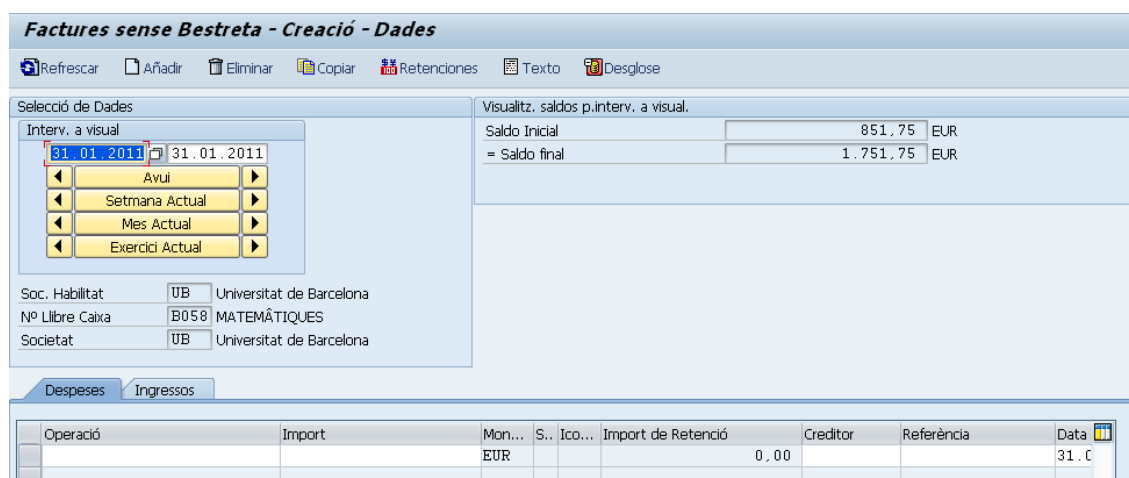 Factures sense Bestreta - Creació - Dades
Refrescar Añadir Eliminar Copiar Retenciones Texto Desglose
Selecció de Dades
Interv. a visual
31.01.2011 31.01.2011
Avui
Setmana Actual
Mes Actual
Exercici Actual
Visualitz. saldos p.interv. a visual.
Saldo Inicial 851,75 EUR
= Saldo final 1.751,75 EUR
Soc. Habilitat UB Universitat de Barcelona
Nº Llibre Caixa B058 MATEMÂTIQUES
Societat UB Universitat de Barcelona
Despeses Ingressos
Operació Import Mon... S.. Ico... Import de Retenció Creditor Referència Data
EUR 0,00 31.0